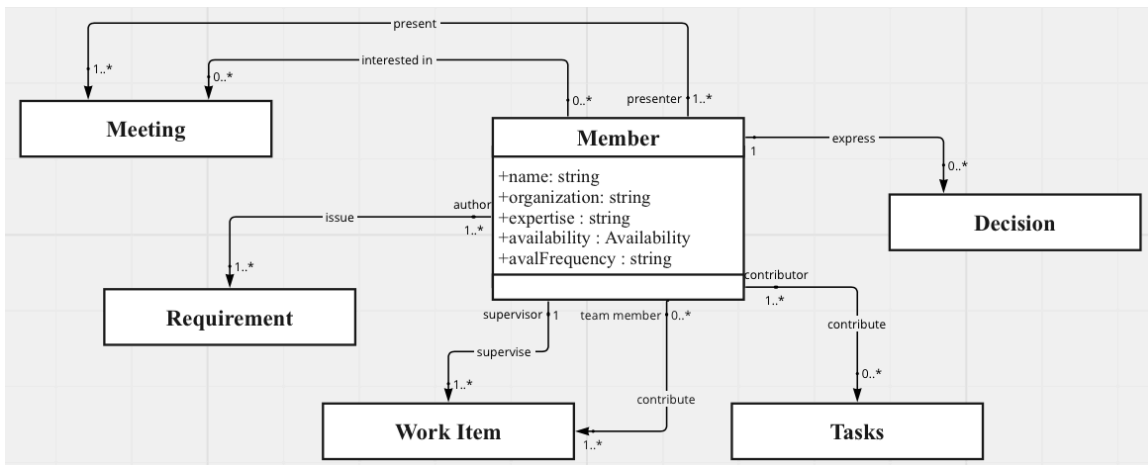 present
1..*
interested in
0..*
0..*
presenter
1..*
Meeting
Member
1
express
0..*
+name: string
+organization: string
+expertise : string
+availability : Availability
+avalFrequency : string
author
issue
1..*
1..*
Decision
Requirement
contributor
1..*
supervisor
1
team member
0..*
contribute
supervise
1..*
0..*
contribute
Work Item
1..*
Tasks